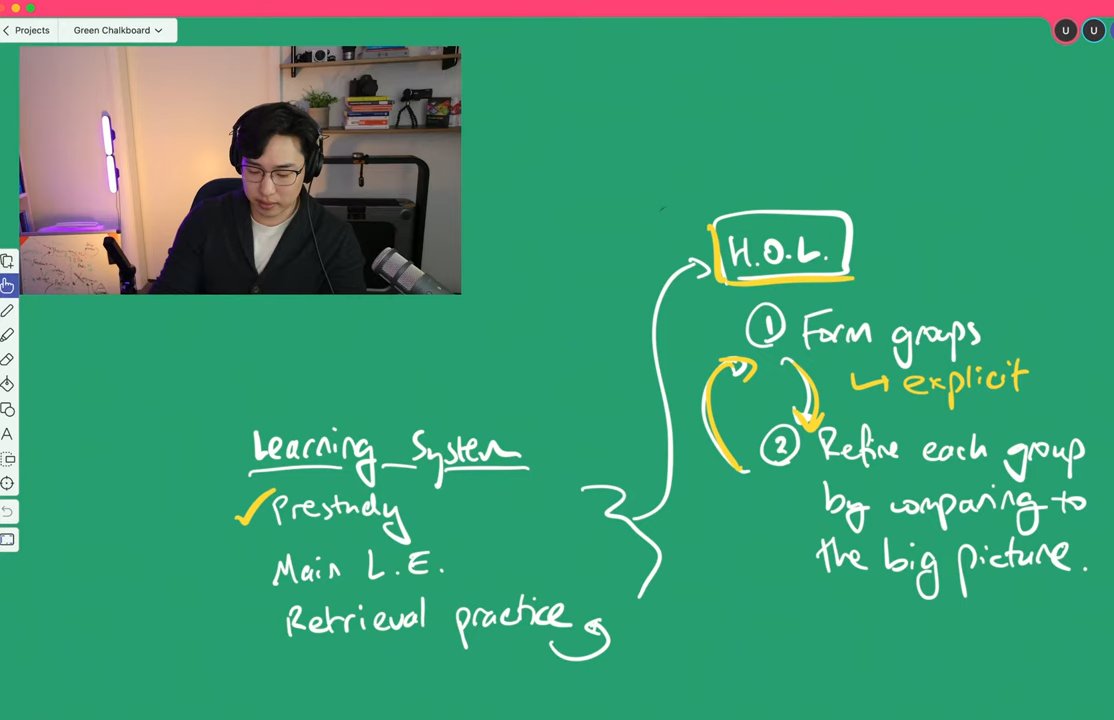 Projects
Green Chalkboard
U
U
H.O.L.
① Form groups
↳ explicit
② Refine each group
by comparing to
the big picture.
Learning System
✓ Prestudy
Main L.E.
Retrieval practice